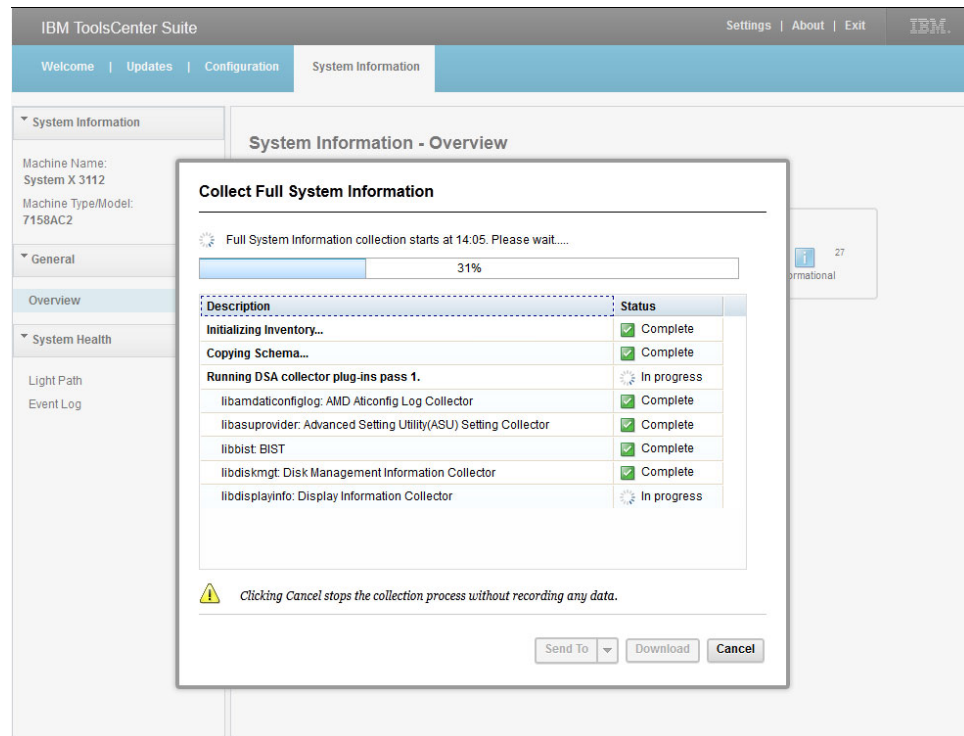 IBM ToolsCenter Suite
Settings | About | Exit
IBM.
Welcome | Updates | Configuration
System Information
System Information
Machine Name:
System X 3112
Machine Type/Model:
7158AC2
General
Overview
System Health
Light Path
Event Log
System Information - Overview
27
rmational
Collect Full System Information
Full System Information collection starts at 14:05. Please wait.....
31%
Description Status
Initializing Inventory... Complete
Copying Schema... Complete
Running DSA collector plug-ins pass 1. In progress
libamdaticonfiglog: AMD Aticonfig Log Collector Complete
libasuprovider: Advanced Setting Utility(ASU) Setting Collector Complete
libbist: BIST Complete
libdiskmgt: Disk Management Information Collector Complete
libdisplayinfo: Display Information Collector In progress
Clicking Cancel stops the collection process without recording any data.
Send To Download Cancel